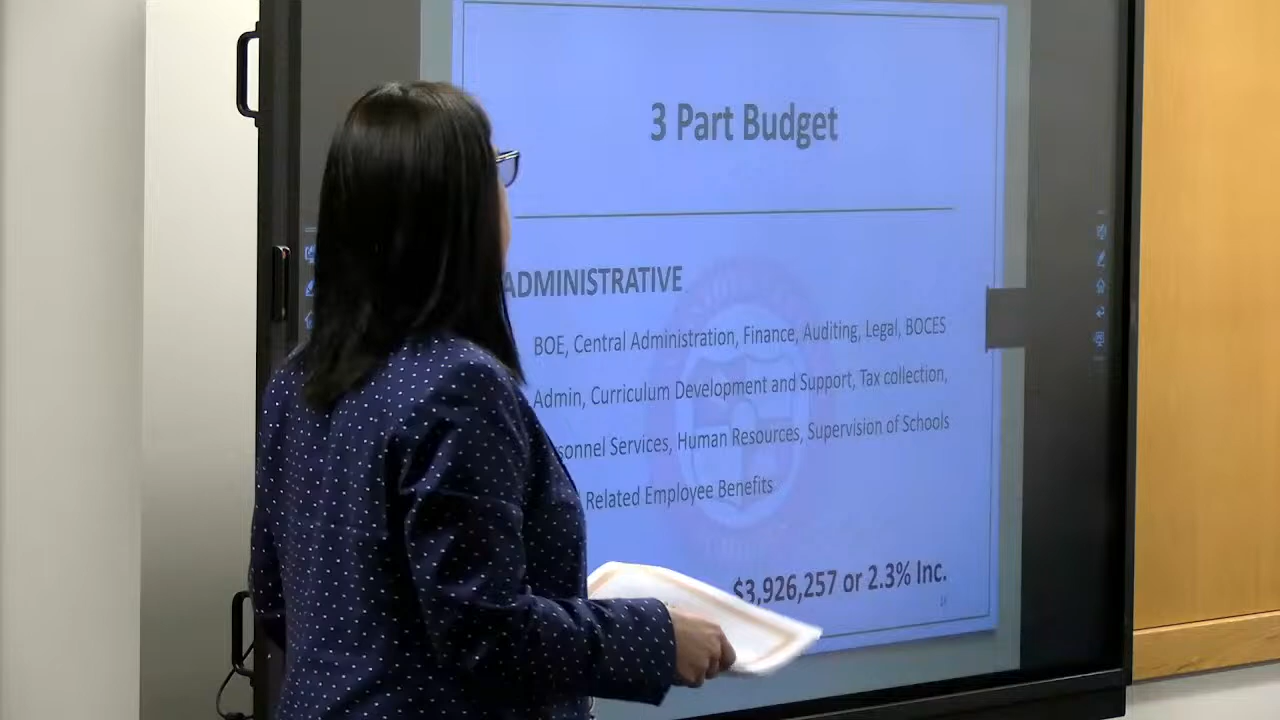 3 Part Budget
ADMINISTRATIVE
BOE, Central Administration, Finance, Auditing, Legal, BOCES
Admin, Curriculum Development and Support, Tax collection,
sonnel Services, Human Resources, Supervision of Schools
Related Employee Benefits
$3,926,257 or 2.3% Inc.